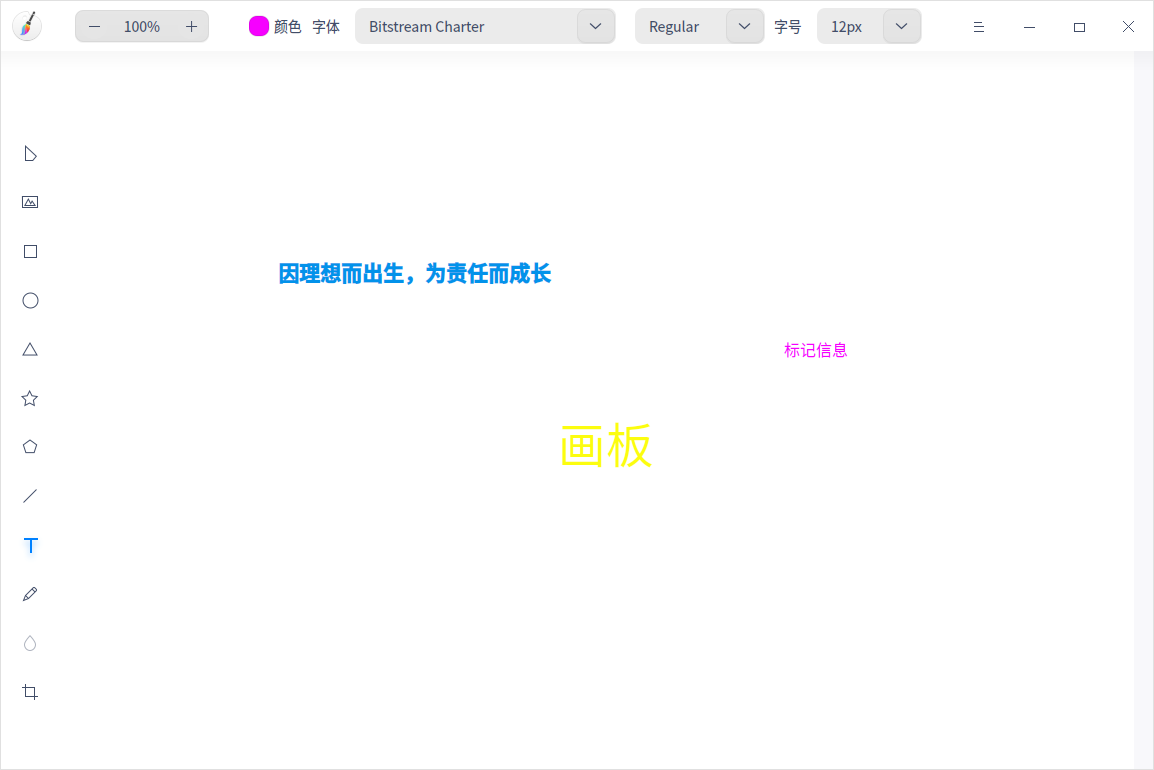 100%
颜色 字体 Bitstream Charter Regular 字号 12px
因理想而出生，为责任而成长
标记信息
画板